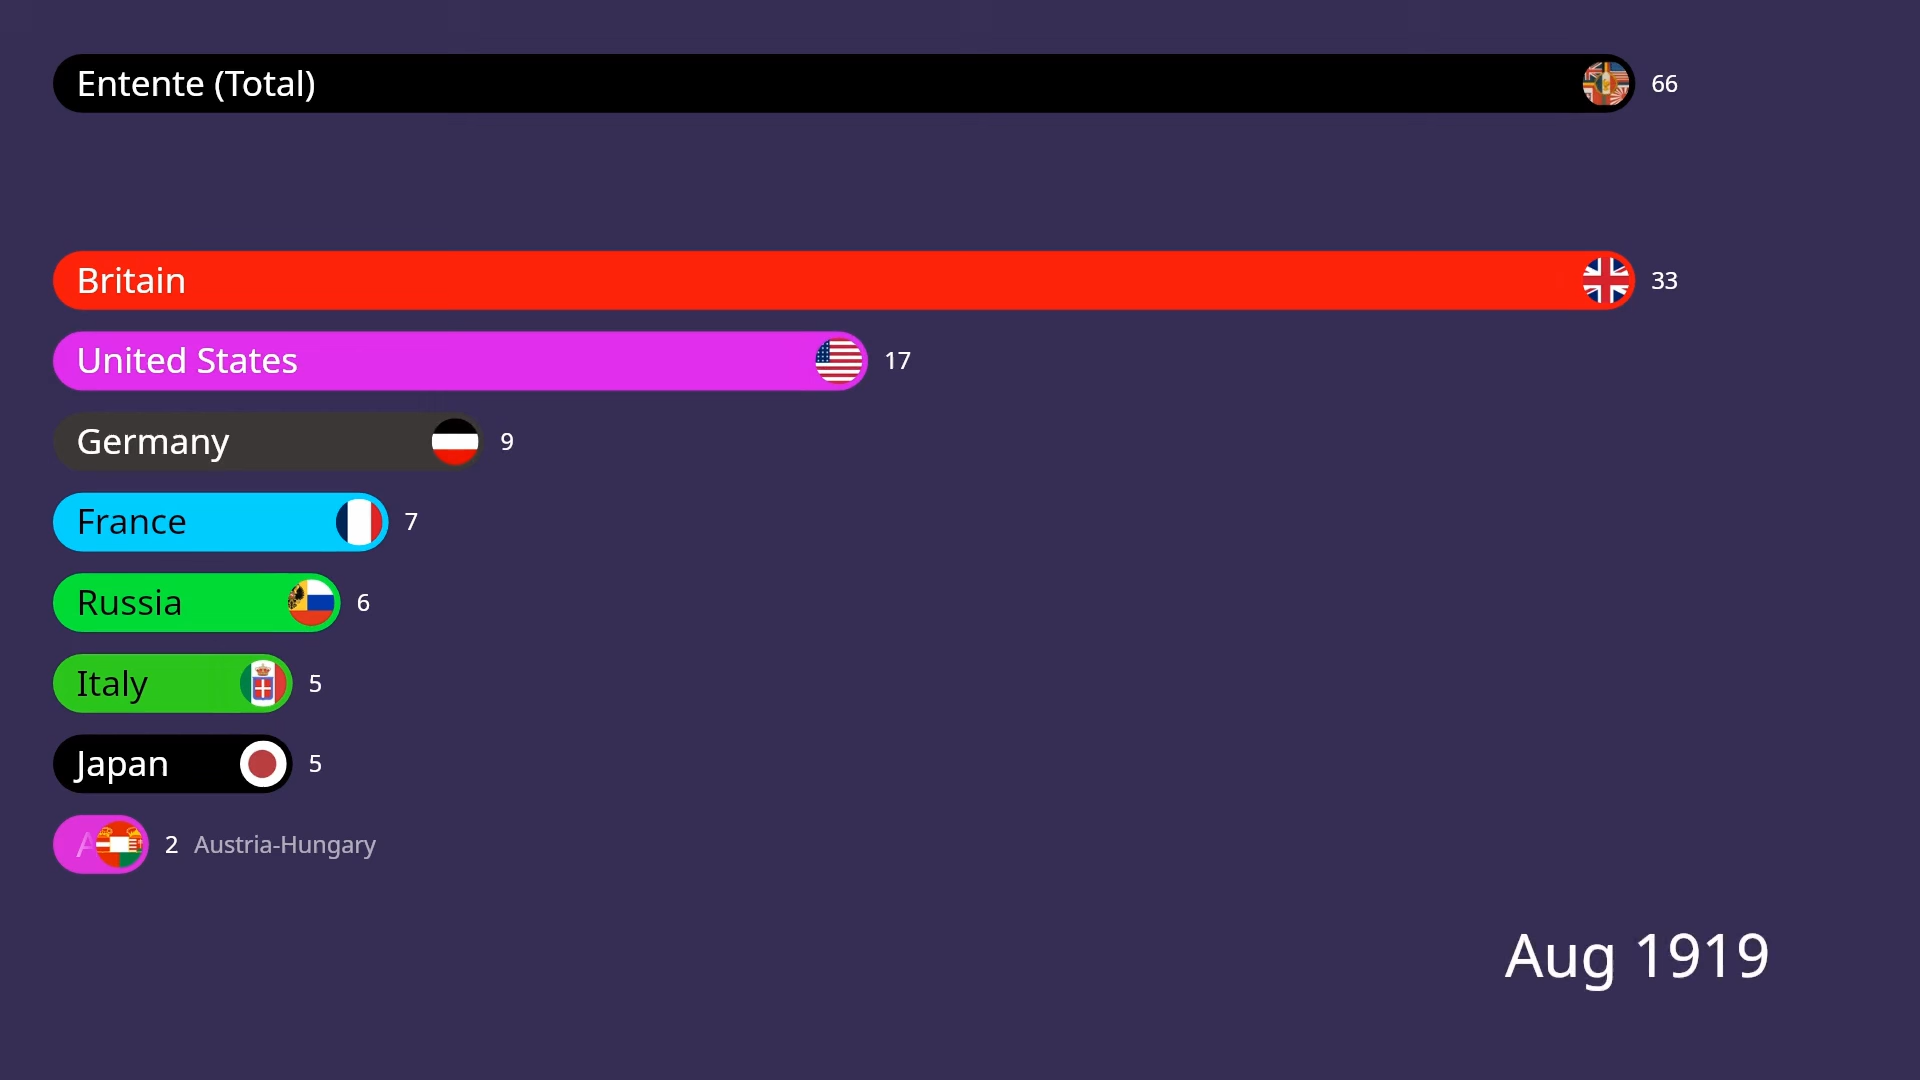 Entente (Total) 66
Britain 33
United States 17
Germany 9
France 7
Russia 6
Italy 5
Japan 5
A 2 Austria-Hungary
Aug 1919